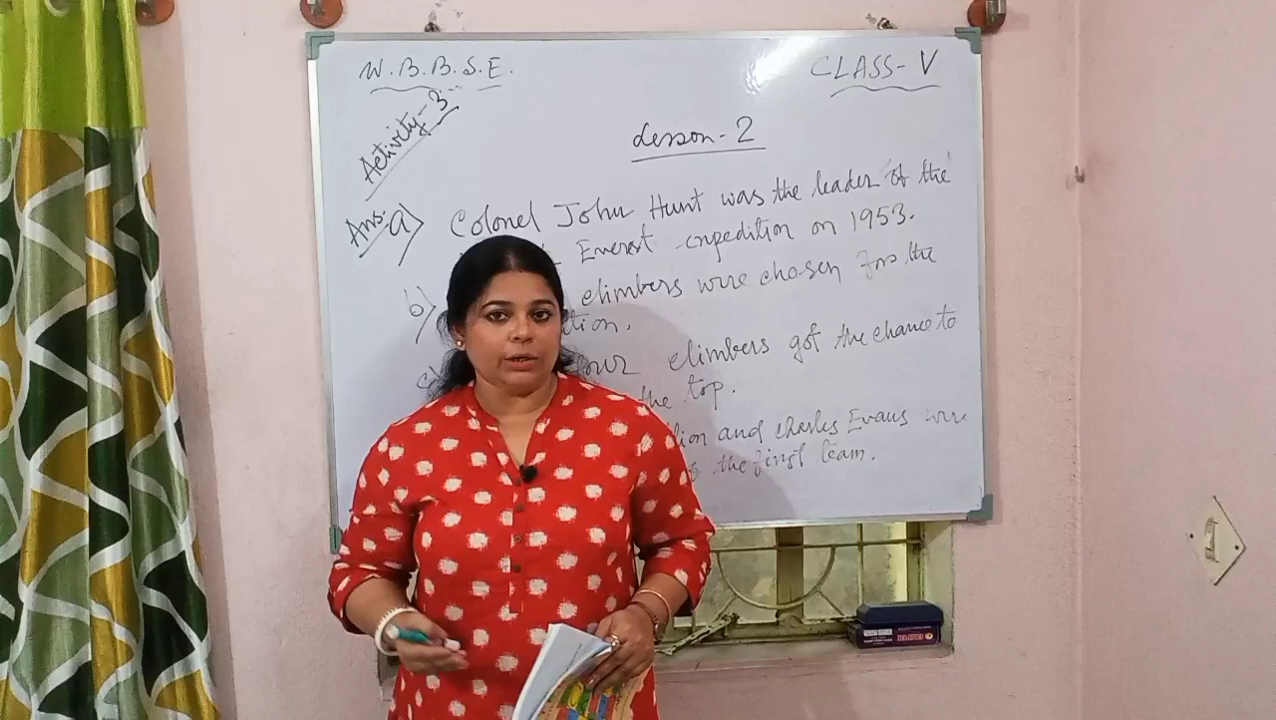 W.B.B.S.E.
CLASS-V
Activity-3
Lesson-2
Ans. a) Colonel John Hunt was the leader of the
Everest expedition on 1953.
b) climbers were chosen for the
tion.
c) our climbers got the chance to
the top.
and Charles Evans were
the first team.